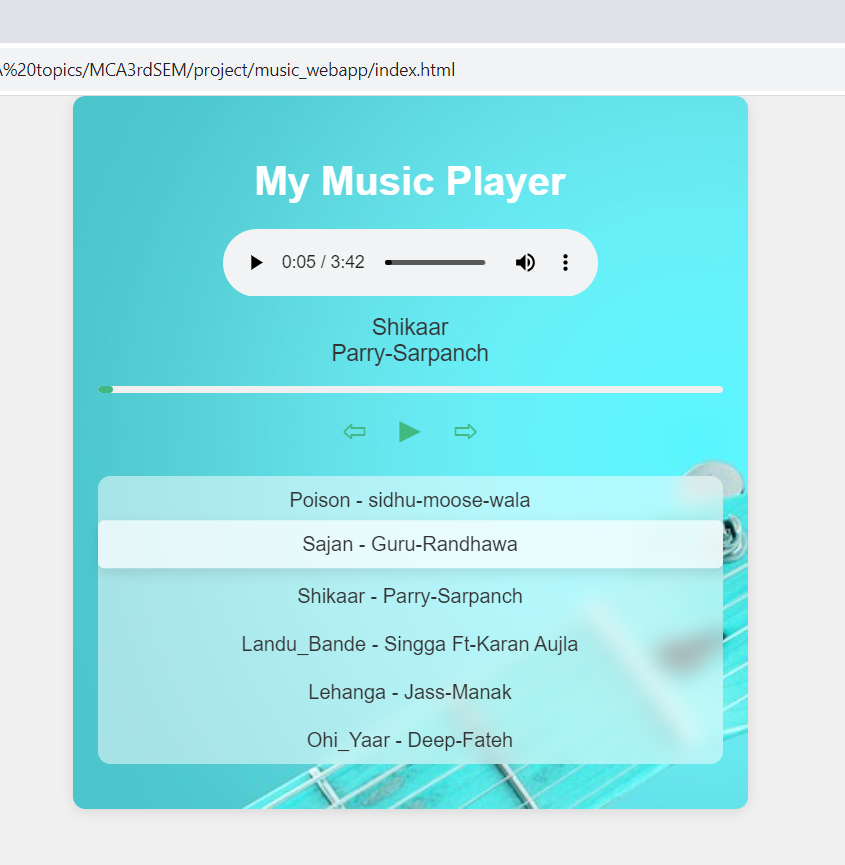 %20topics/MCA3rdSEM/project/music_webapp/index.html
My Music Player
0:05 / 3:42
Shikaar
Parry-Sarpanch
Poison - sidhu-moose-wala
Sajan - Guru-Randhawa
Shikaar - Parry-Sarpanch
Landu_Bande - Singga Ft-Karan Aujla
Lehanga - Jass-Manak
Ohi_Yaar - Deep-Fateh